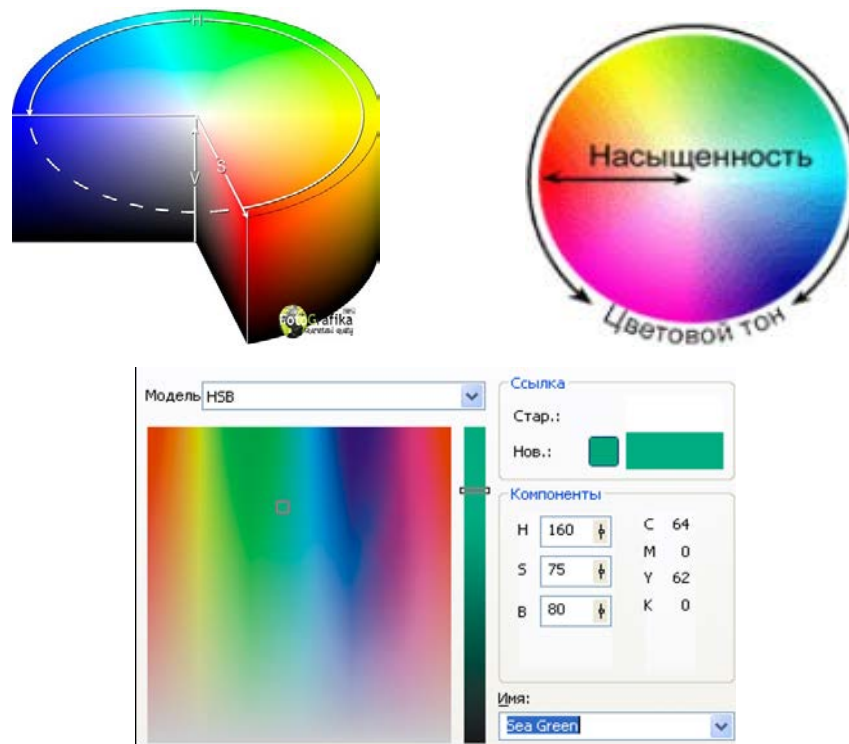 H
S
V
FotoGrafika
Насыщенность
Цветовой тон
Модель HSB
Ссылка
Стар.:
Нов.:
Компоненты
H 160 C 64
M 0
S 75 Y 62
B 80 K 0
Имя:
Sea Green